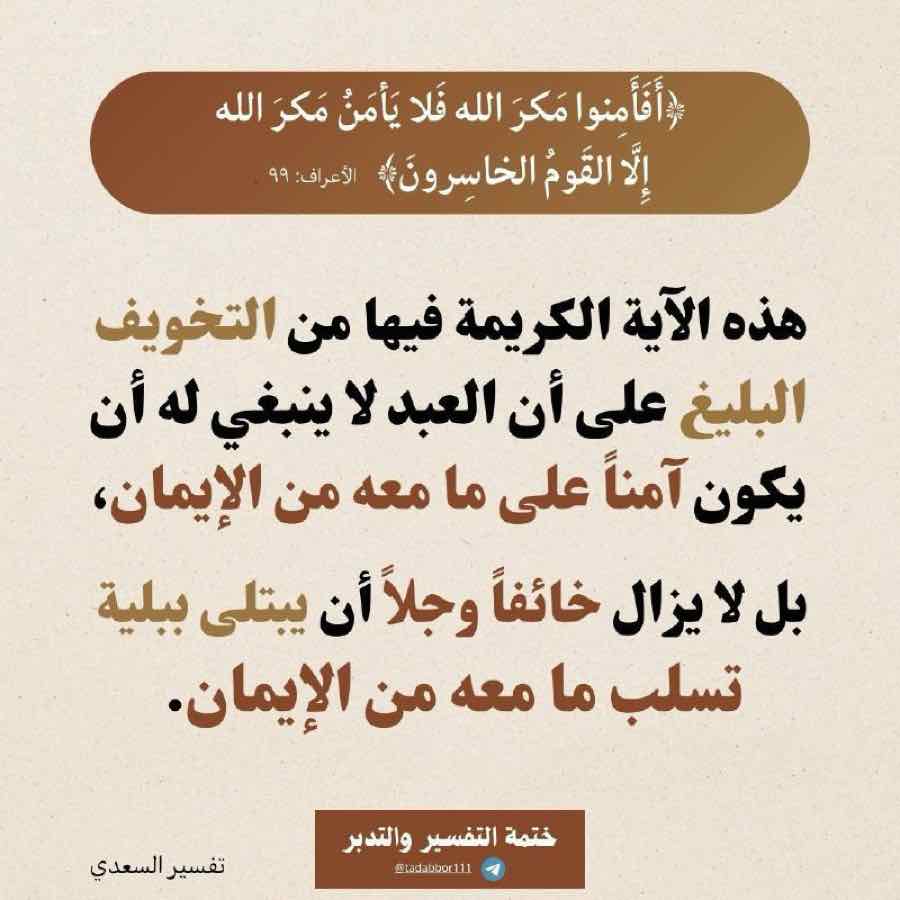 ﴿أَفَأَمِنوا مَكرَ الله فَلا يَأمَنُ مَكرَ الله
إِلَّا القَومُ الخاسِرونَ﴾ الأعراف: ٩٩ .
هذه الآية الكريمة فيها من التخويف
البليغ على أن العبد لا ينبغي له أن
يكون آمناً على ما معه من الإيمان،
بل لا يزال خائفاً وجلاً أن يبتلى ببلية
تسلب ما معه من الإيمان.
ختمة التفسير والتدبر
@tadabbor111
تفسير السعدي